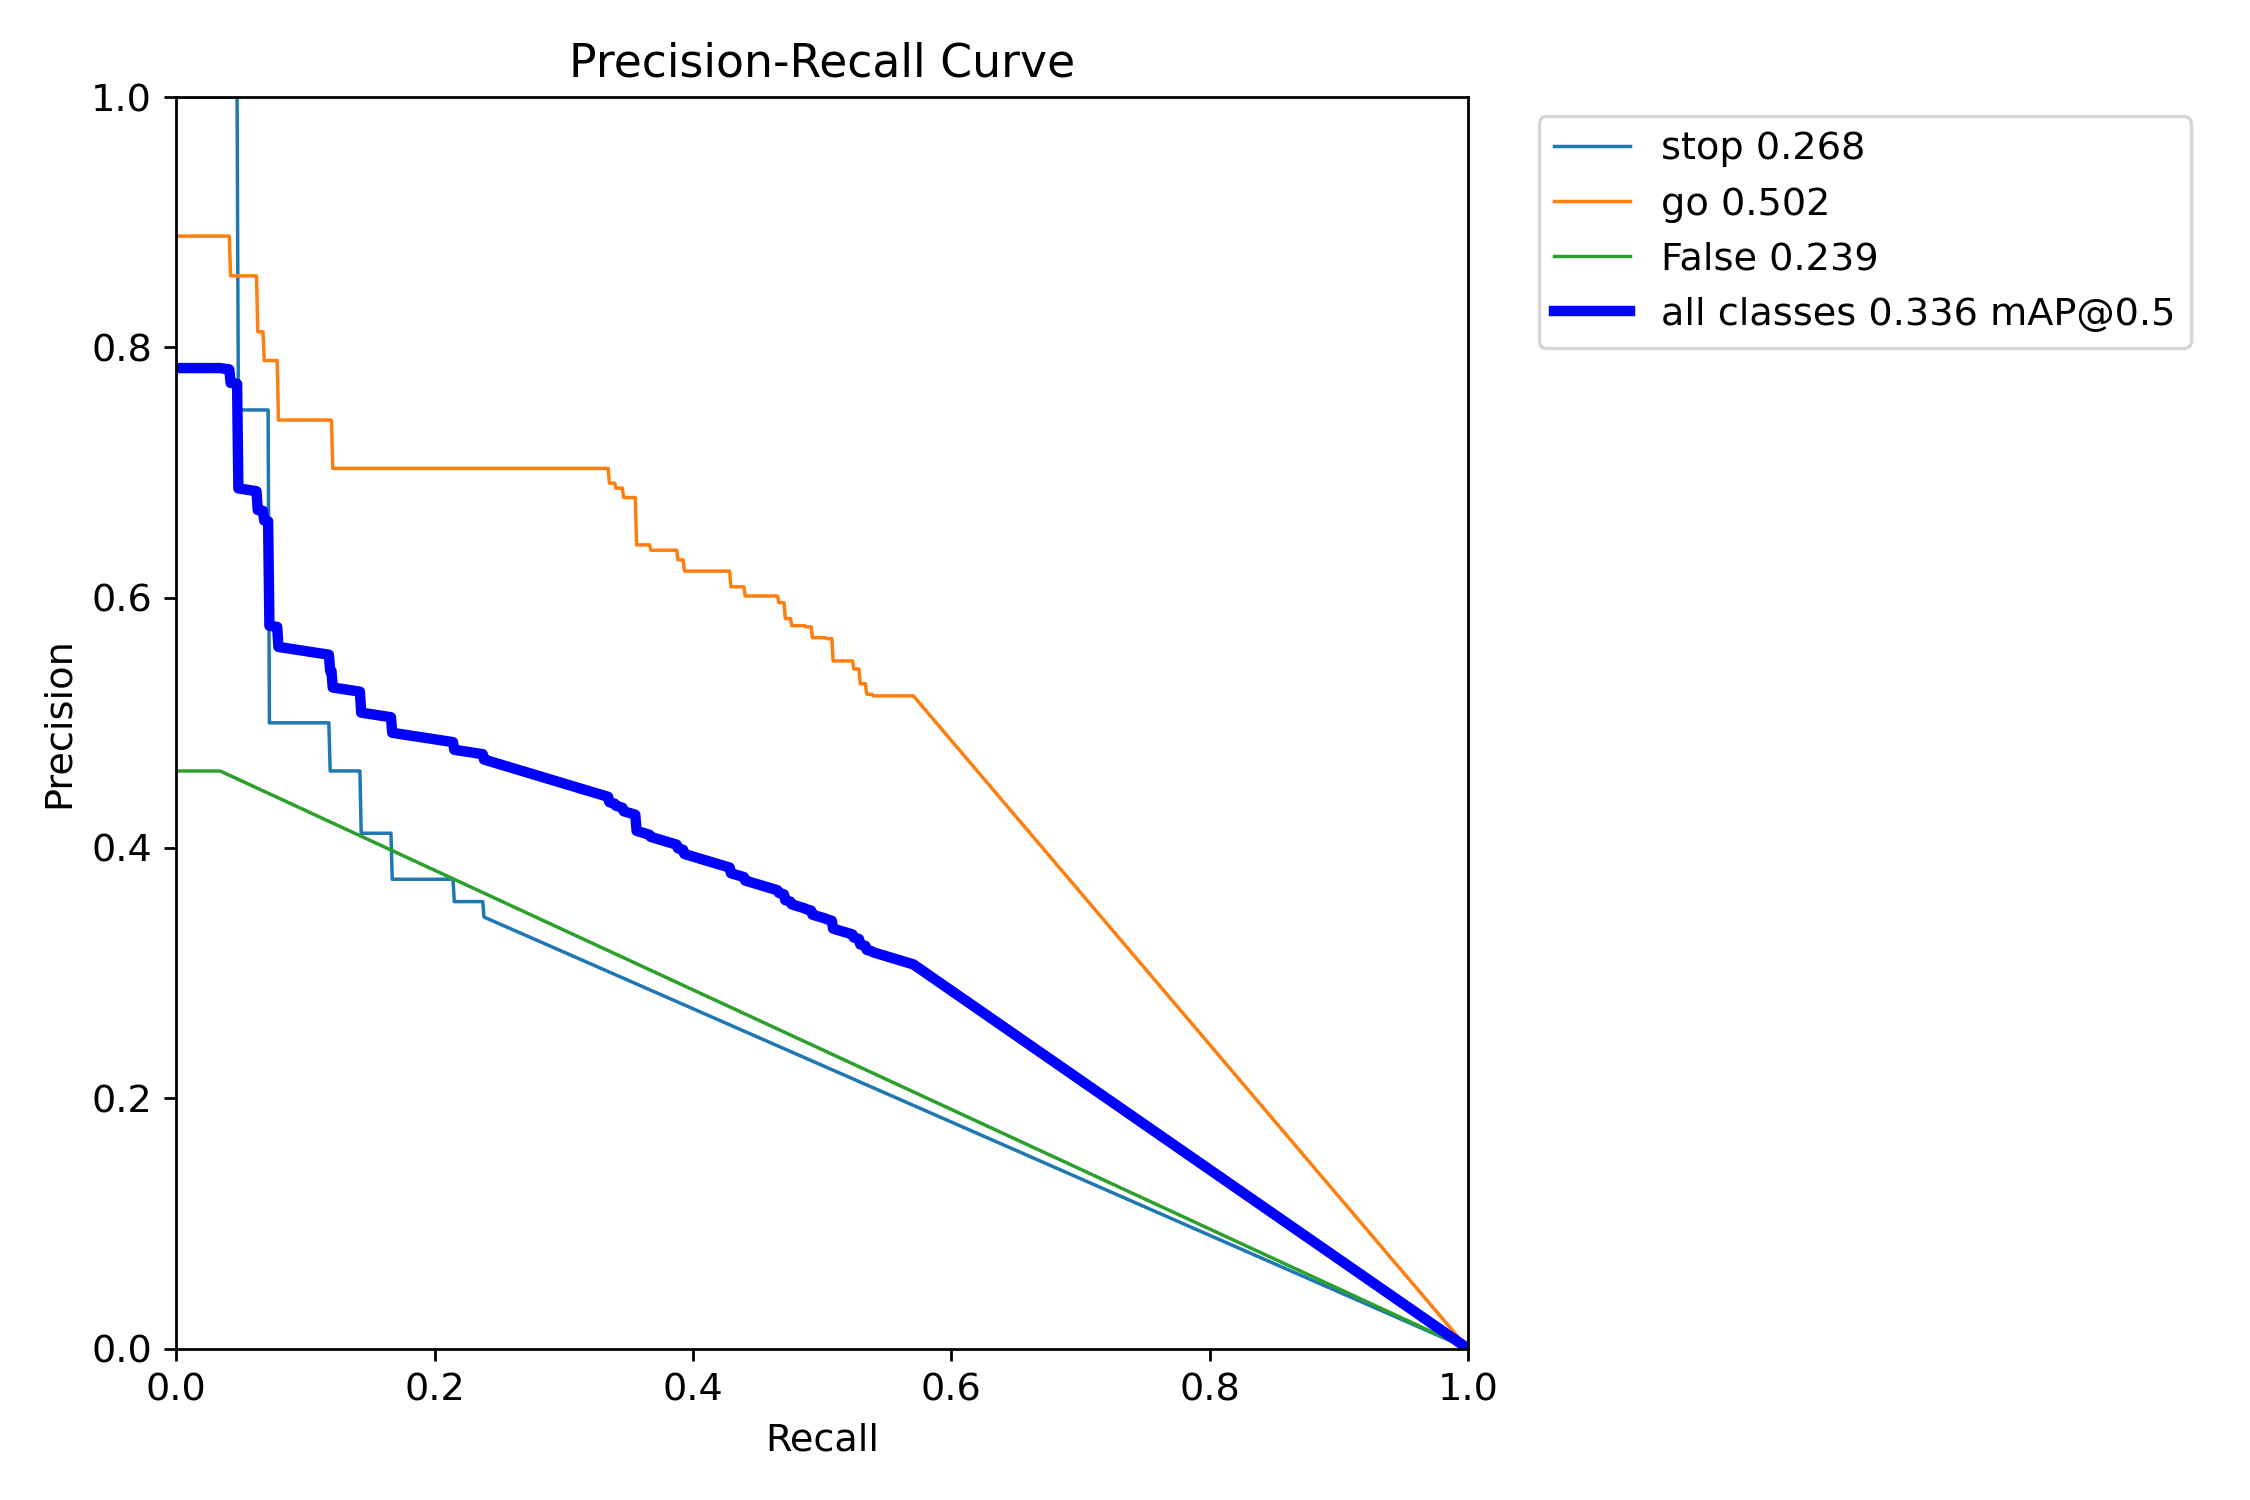 Precision-Recall Curve
1.0
0.8
0.6
0.4
0.2
0.0
Precision
0.0 0.2 0.4 0.6 0.8 1.0
Recall
stop 0.268
go 0.502
False 0.239
all classes 0.336 mAP@0.5